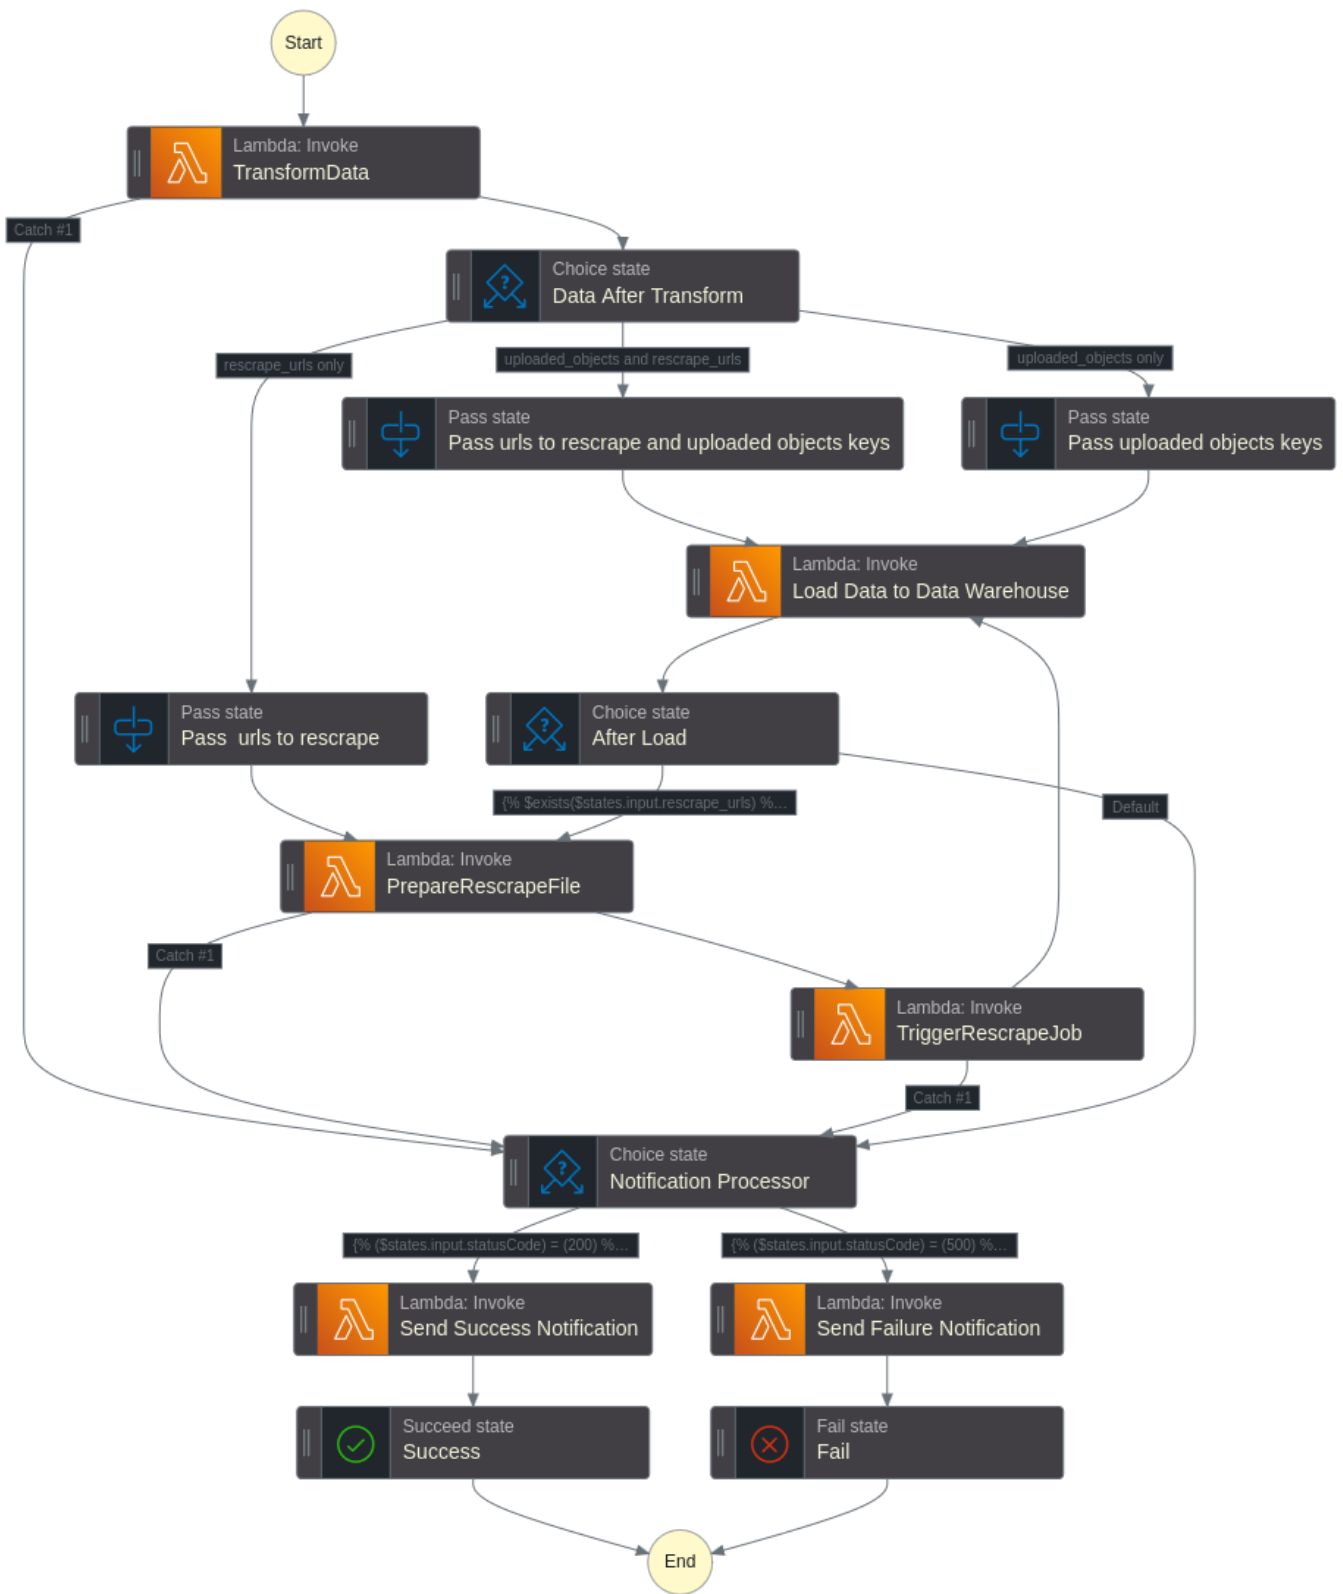 Start
Lambda: Invoke
TransformData
Catch #1
Choice state
Data After Transform
rescrape_urls only
uploaded_objects and rescrape_urls
uploaded_objects only
Pass state
Pass urls to rescrape and uploaded objects keys
Pass state
Pass uploaded objects keys
Lambda: Invoke
Load Data to Data Warehouse
Pass state
Pass  urls to rescrape
Choice state
After Load
{% $exists($states.input.rescrape_urls) %...
Default
Lambda: Invoke
PrepareRescrapeFile
Catch #1
Lambda: Invoke
TriggerRescrapeJob
Catch #1
Choice state
Notification Processor
{% ($states.input.statusCode) = (200) %...
{% ($states.input.statusCode) = (500) %...
Lambda: Invoke
Send Success Notification
Lambda: Invoke
Send Failure Notification
Succeed state
Success
Fail state
Fail
End